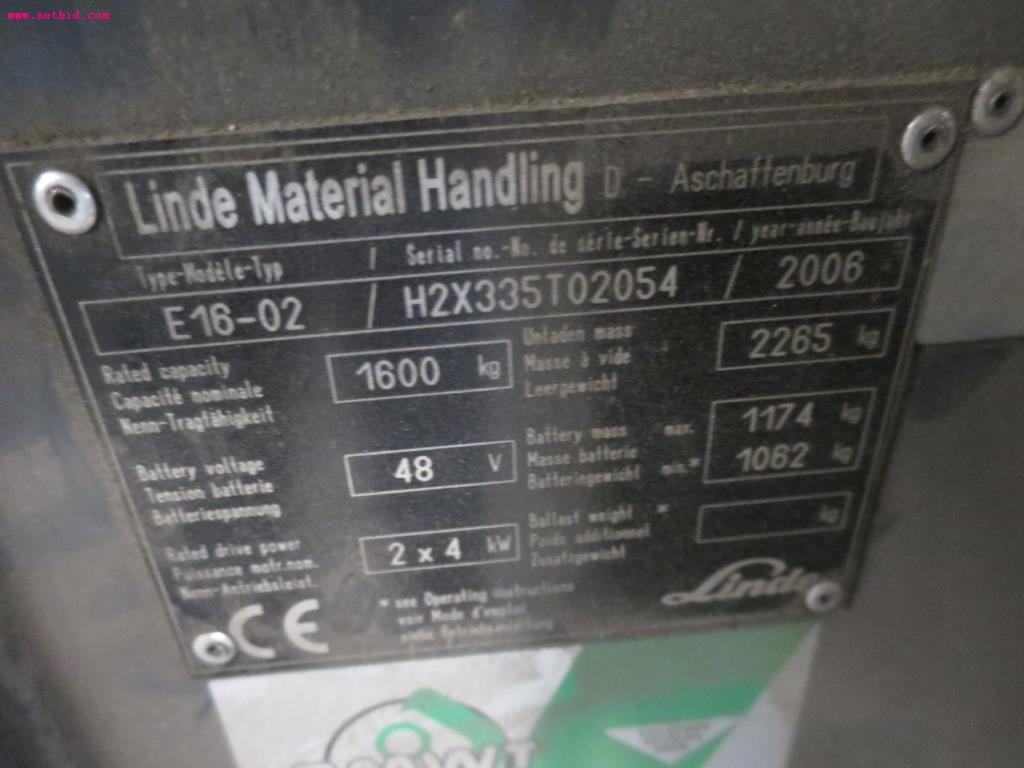 www.netbid.com
Linde Material Handling D - Aschaffenburg
Type-Modèle-Typ / Serial no.-No. de série-Serien-Nr. / year-année-Baujahr
E16-02 / H2X335T02054 / 2006
Rated capacity
Capacité nominale
Nenn-Tragfähigkeit
1600 kg
Unladen mass
Masse à vide
Leergewicht
2265 kg
Battery voltage
Tension batterie
Batteriespannung
48 V
Battery mass max.
Masse batterie
Batteriegewicht min.*
1174 kg
1062 kg
Rated drive power
Puissance motr.nom.
Nenn-Antriebsleist.
2 x 4 kW
Ballast weight *
Poids additionnel
Zusatzgewicht
kg
* see Operating instructions
voir Mode d'emploi
siehe Betriebsanleitung
CE
Linde